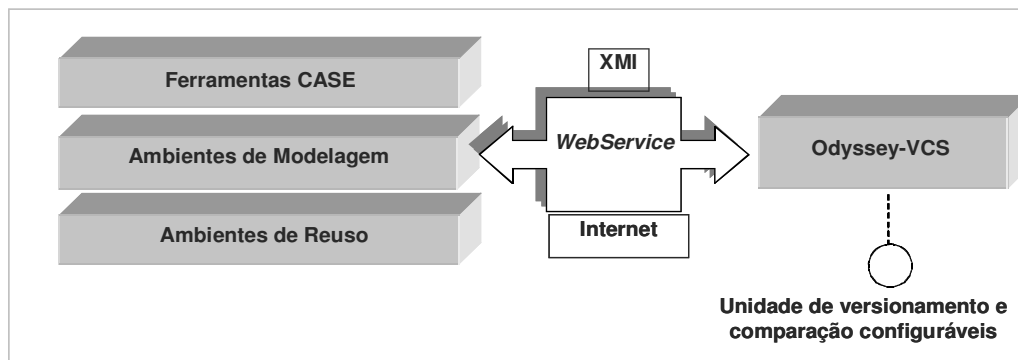 Ferramentas CASE
Ambientes de Modelagem
Ambientes de Reuso
XMI
WebService
Internet
Odyssey-VCS
Unidade de versionamento e
comparação configuráveis